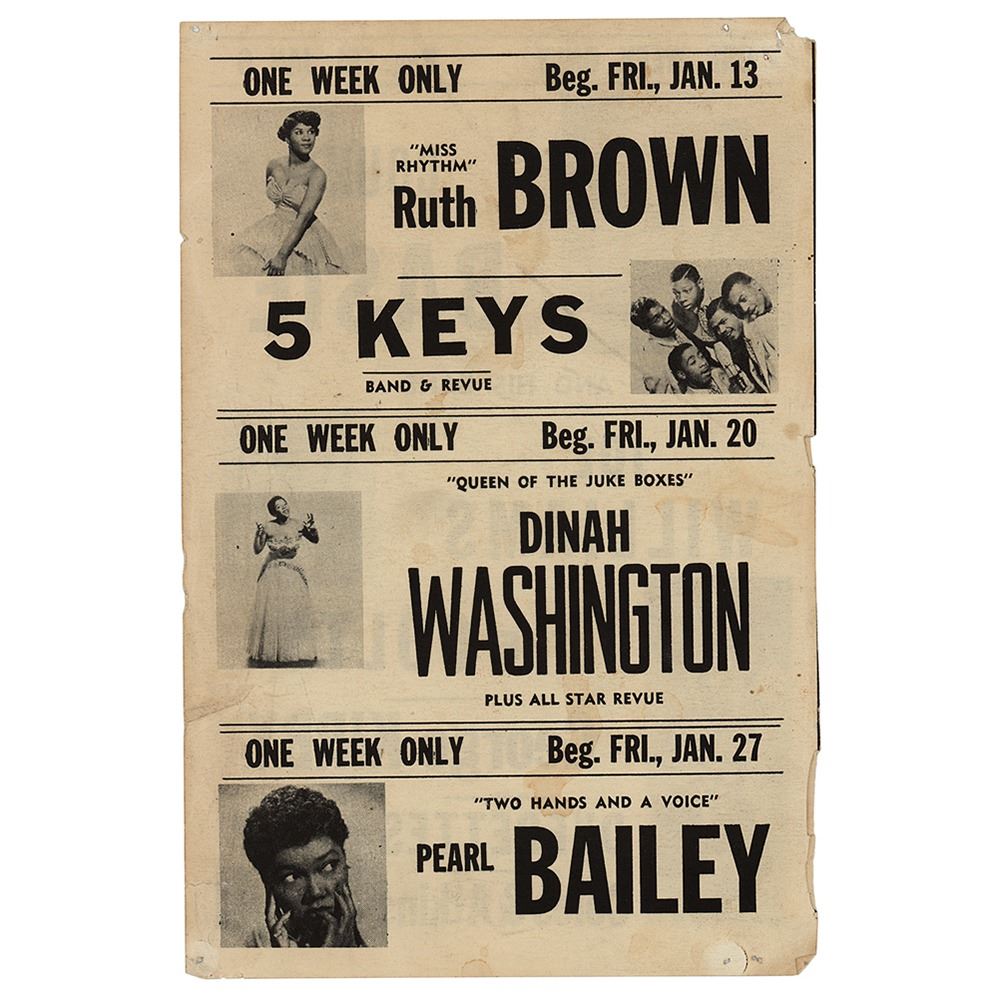 ONE WEEK ONLY Beg. FRI., JAN. 13
"MISS
RHYTHM"
Ruth BROWN
5 KEYS
BAND & REVUE
ONE WEEK ONLY Beg. FRI., JAN. 20
"QUEEN OF THE JUKE BOXES"
DINAH
WASHINGTON
PLUS ALL STAR REVUE
ONE WEEK ONLY Beg. FRI., JAN. 27
"TWO HANDS AND A VOICE"
PEARL BAILEY